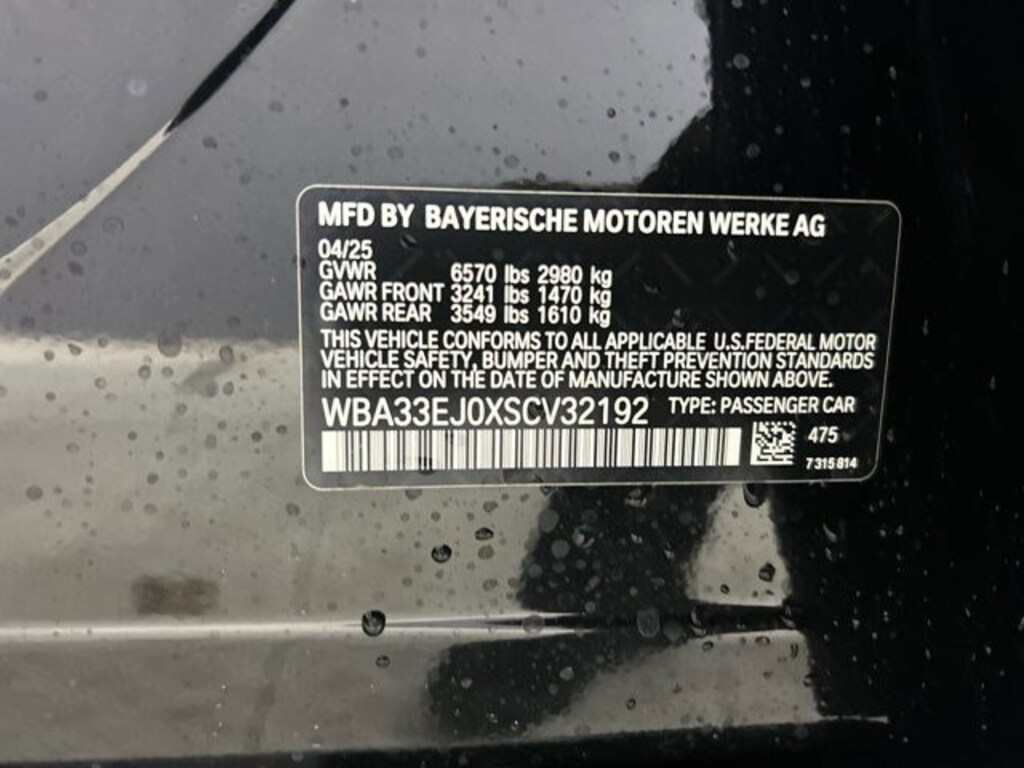 MFD BY BAYERISCHE MOTOREN WERKE AG
04/25
GVWR 6570 lbs 2980 kg
GAWR FRONT 3241 lbs 1470 kg
GAWR REAR 3549 lbs 1610 kg
THIS VEHICLE CONFORMS TO ALL APPLICABLE U.S.FEDERAL MOTOR
VEHICLE SAFETY, BUMPER AND THEFT PREVENTION STANDARDS
IN EFFECT ON THE DATE OF MANUFACTURE SHOWN ABOVE.
WBA33EJ0XSCV32192 TYPE: PASSENGER CAR
475
7 315 814